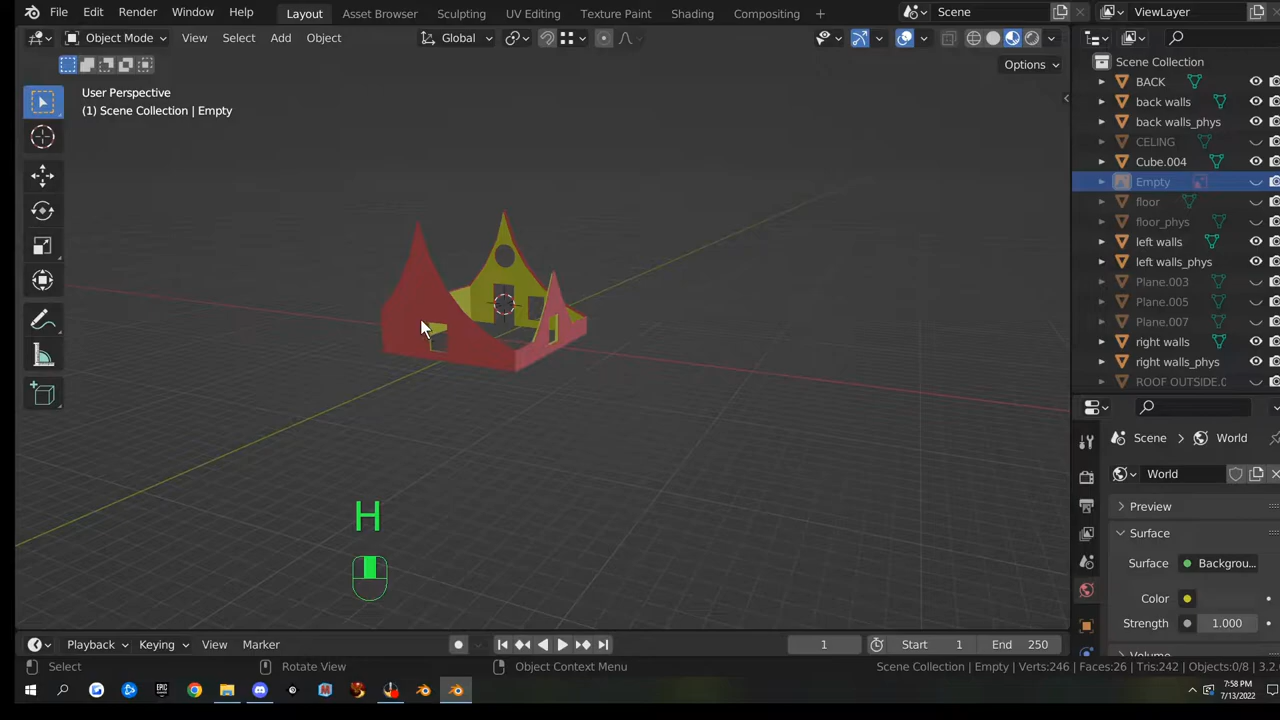 File Edit Render Window Help Layout Asset Browser Sculpting UV Editing Texture Paint Shading Compositing Scene ViewLayer
Object Mode View Select Add Object Global
Options
User Perspective
(1) Scene Collection | Empty
Scene Collection
BACK
back walls
back walls_phys
CELING
Cube.004
Empty
floor
floor_phys
left walls
left walls_phys
Plane.003
Plane.005
Plane.007
right walls
right walls_phys
ROOF OUTSIDE.0
Scene > World
World
Preview
Surface
Surface Backgrou...
Color
Strength 1.000
Volume
H
Playback Keying View Marker 1 Start 1 End 250
Select Rotate View Object Context Menu Scene Collection | Empty | Verts:246 | Faces:26 | Tris:242 | Objects:0/8 | 3.2.0
7:58 PM
7/13/2022